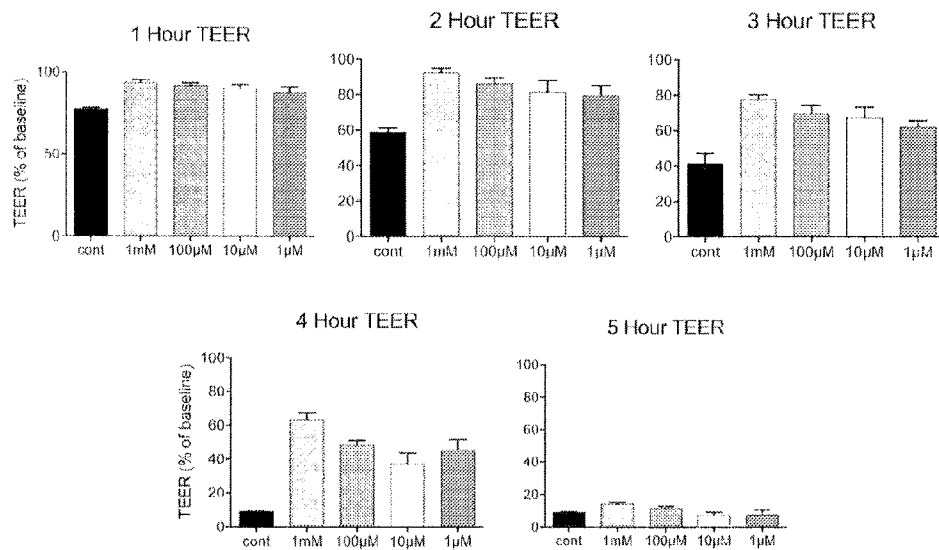 1 Hour TEER
2 Hour TEER
3 Hour TEER
TEER (% of baseline)
100
50
0
cont 1mM 100µM 10µM 1µM
100
80
60
40
20
0
cont 1mM 100µM 10µM 1µM
100
80
60
40
20
0
cont 1mM 100µM 10µM 1µM
4 Hour TEER
5 Hour TEER
TEER (% of baseline)
100
80
60
40
20
0
cont 1mM 100µM 10µM 1µM
100
80
60
40
20
0
cont 1mM 100µM 10µM 1µM